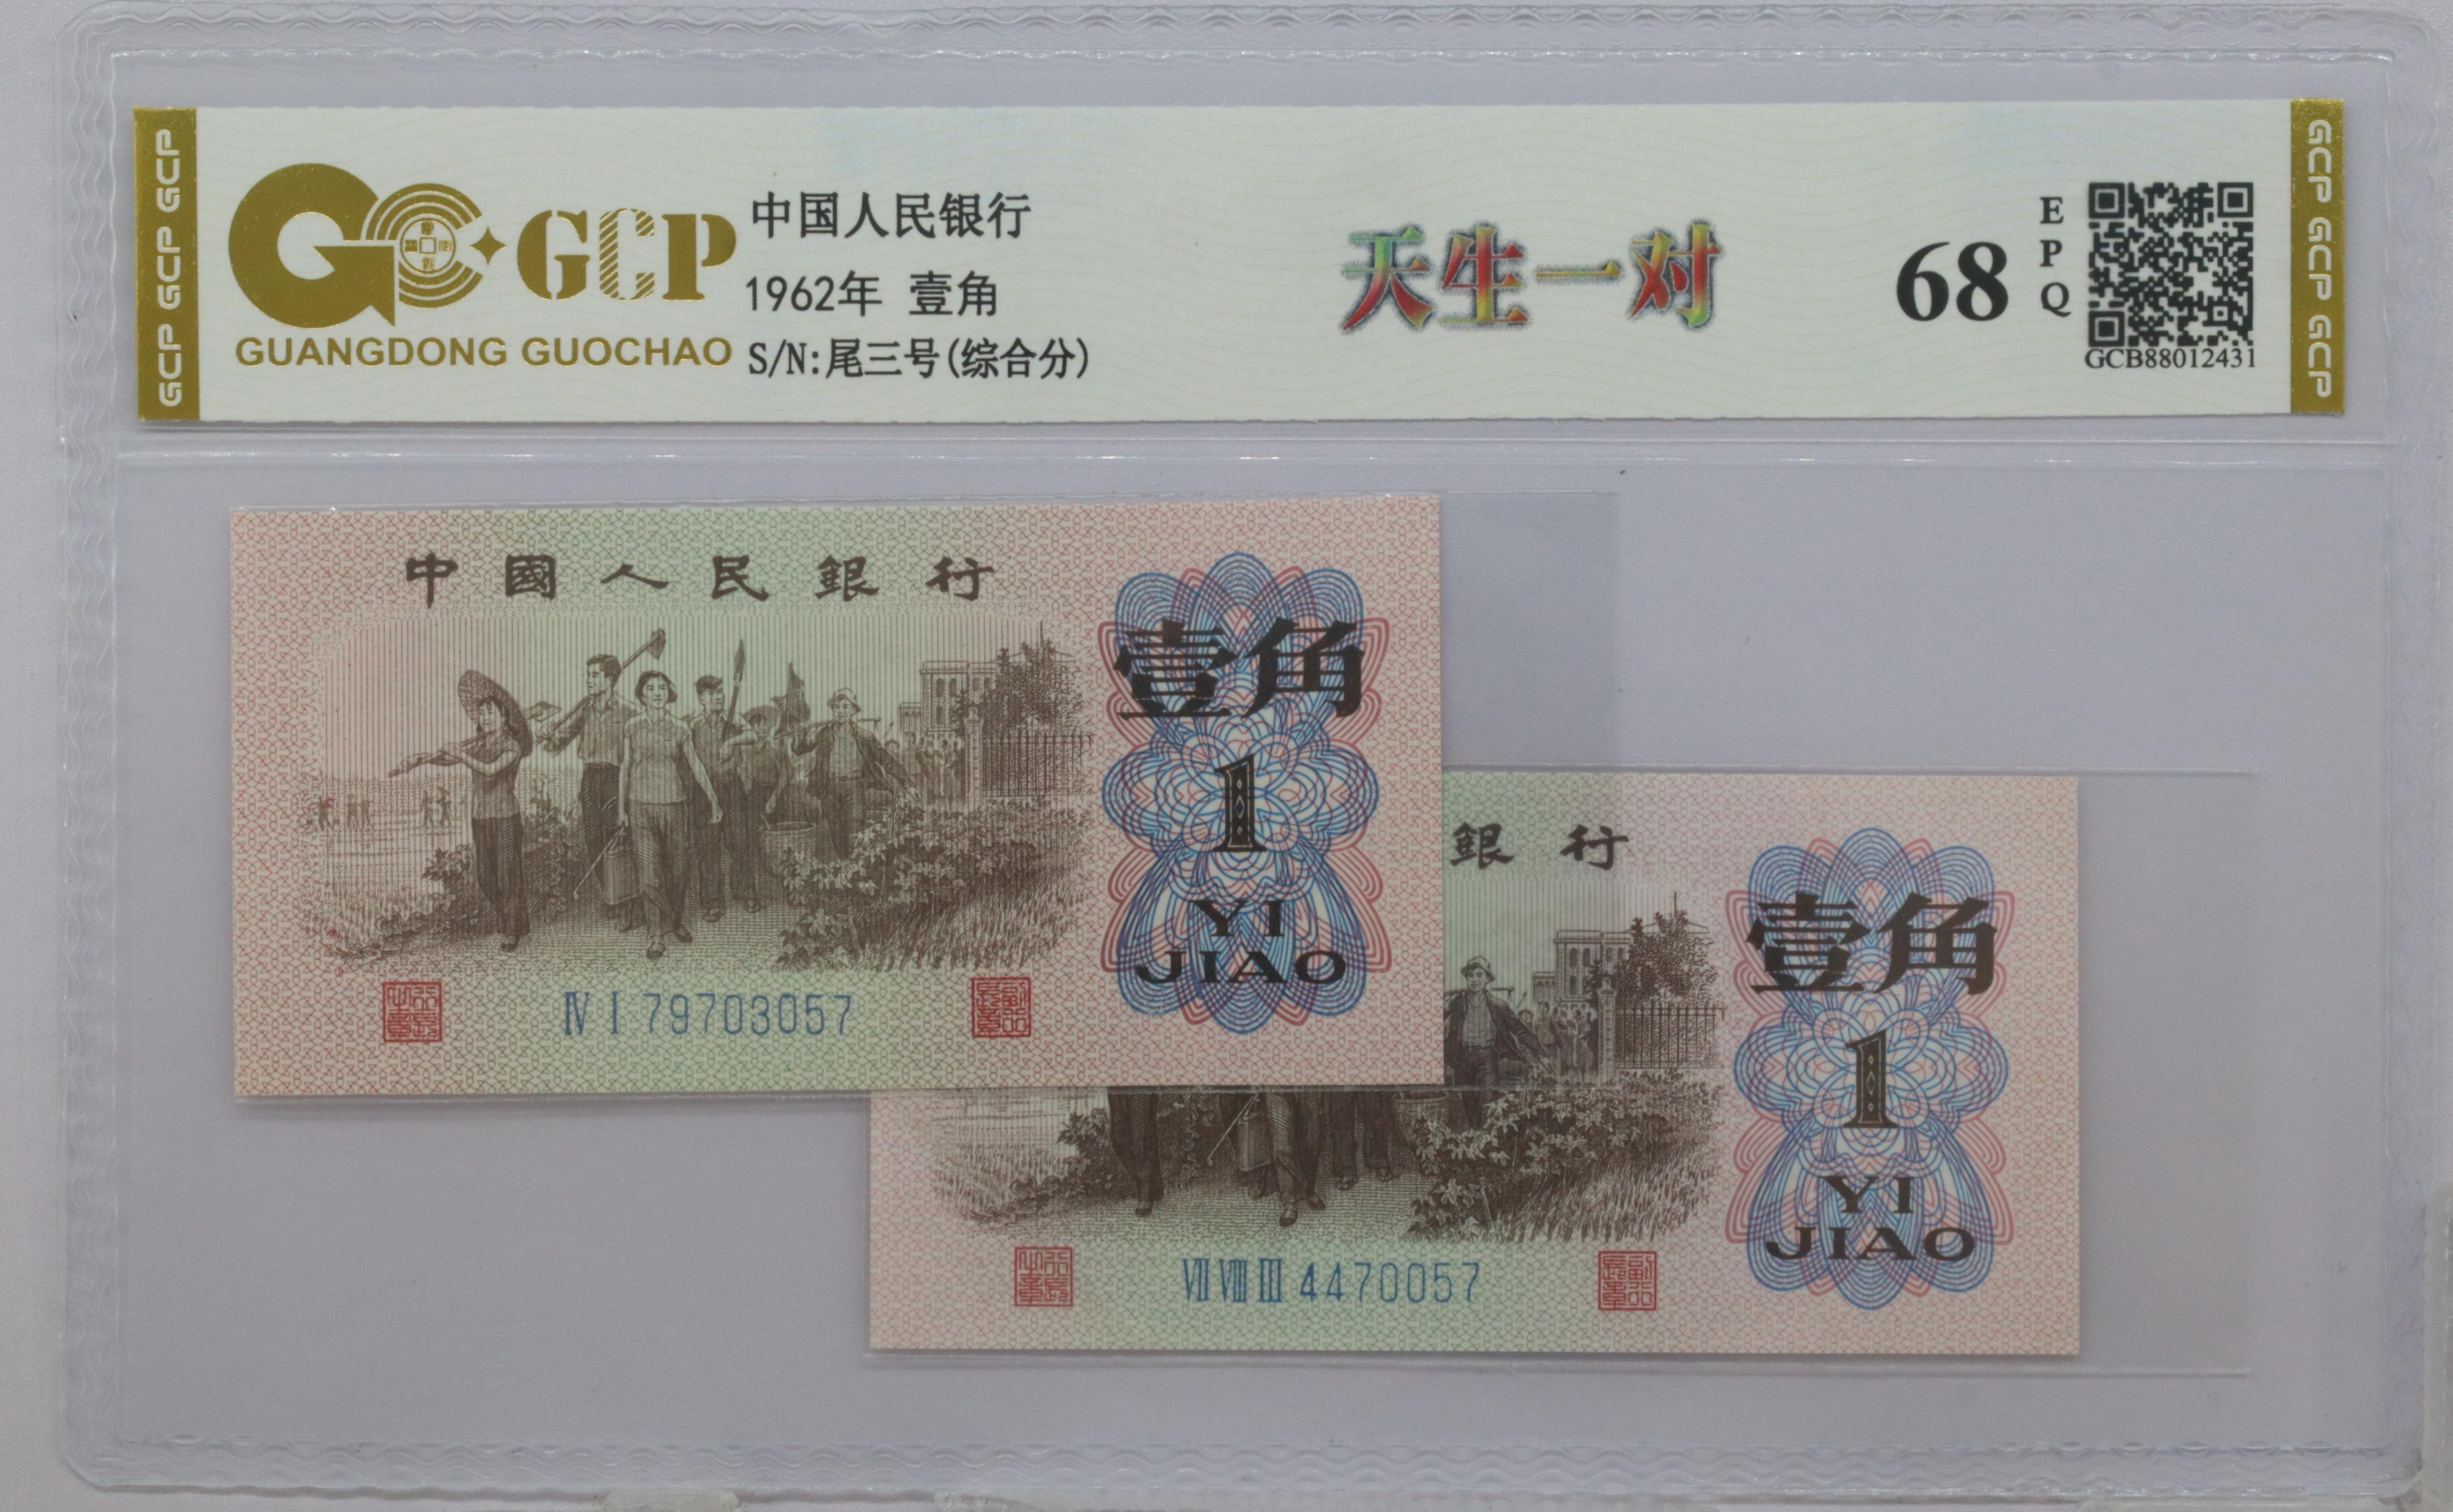 GCP GCP GCP
GCP
GUANGDONG GUOCHAO
中国人民银行
1962年 壹角
S/N:尾三号(综合分)
天生一对
68
EPQ
GCB88012431
GCP GCP GCP
中國人民銀行
壹角
1
YI
JIAO
Ⅳ Ⅰ 79703057
銀行
壹角
1
YI
JIAO
Ⅶ Ⅷ Ⅲ 4470057